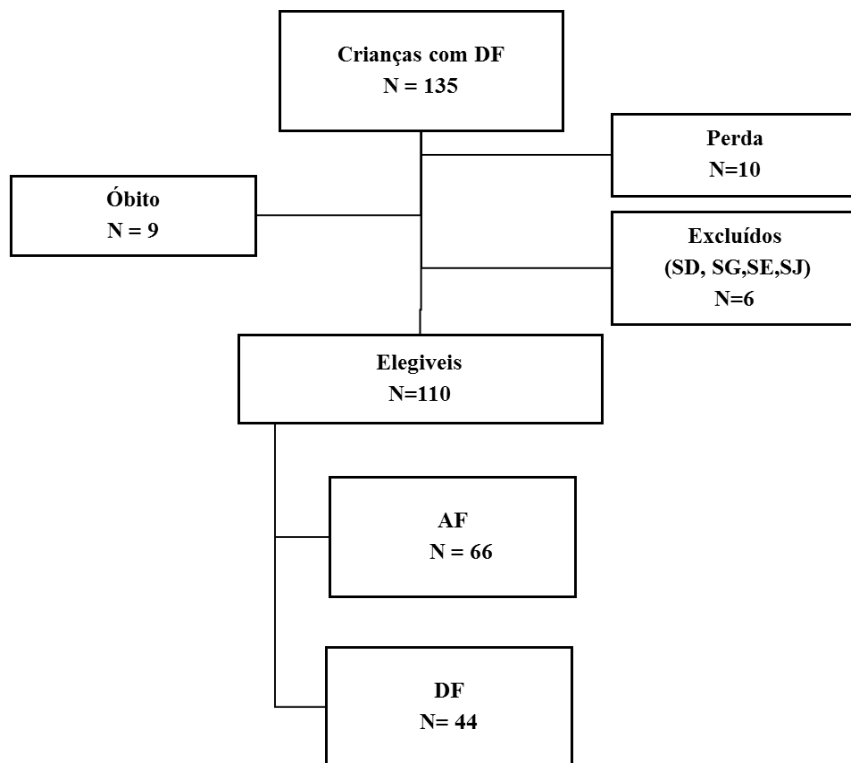 Crianças com DF
N = 135
Perda
N=10
Óbito
N = 9
Excluídos
(SD, SG,SE,SJ)
N=6
Elegiveis
N=110
AF
N = 66
DF
N= 44